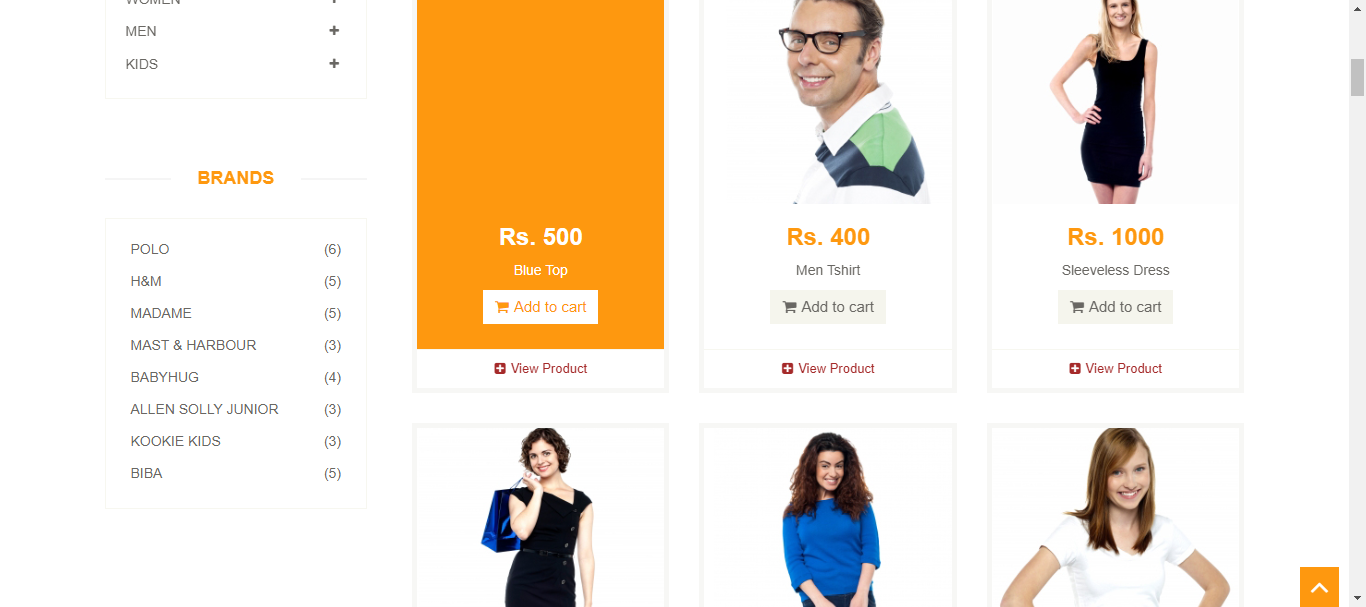 WOMEN
MEN
KIDS
BRANDS
POLO (6)
H&M (5)
MADAME (5)
MAST & HARBOUR (3)
BABYHUG (4)
ALLEN SOLLY JUNIOR (3)
KOOKIE KIDS (3)
BIBA (5)
Rs. 500
Blue Top
Add to cart
View Product
Rs. 400
Men Tshirt
Add to cart
View Product
Rs. 1000
Sleeveless Dress
Add to cart
View Product